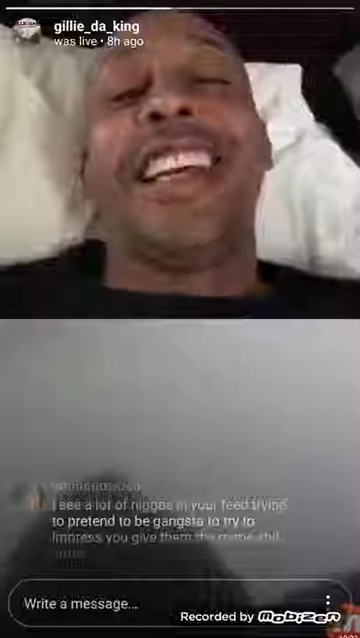 gillie_da_king
was live • 8h ago
I see a lot of niggas in your feed trying
to pretend to be gangsta to try to
impress you give them the game still
Write a message...
Recorded by mobizen